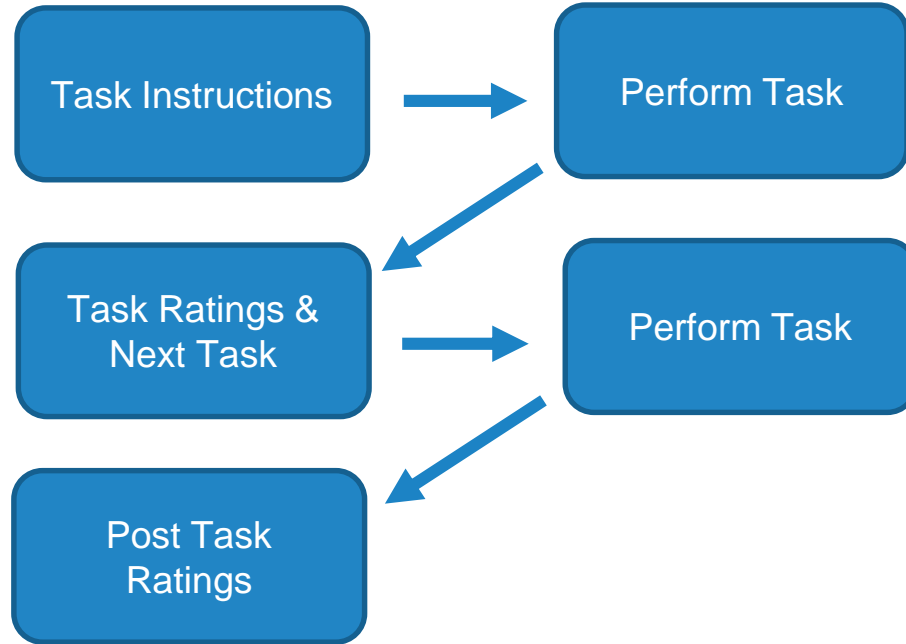 Task Instructions
Perform Task
Task Ratings &
Next Task
Perform Task
Post Task
Ratings